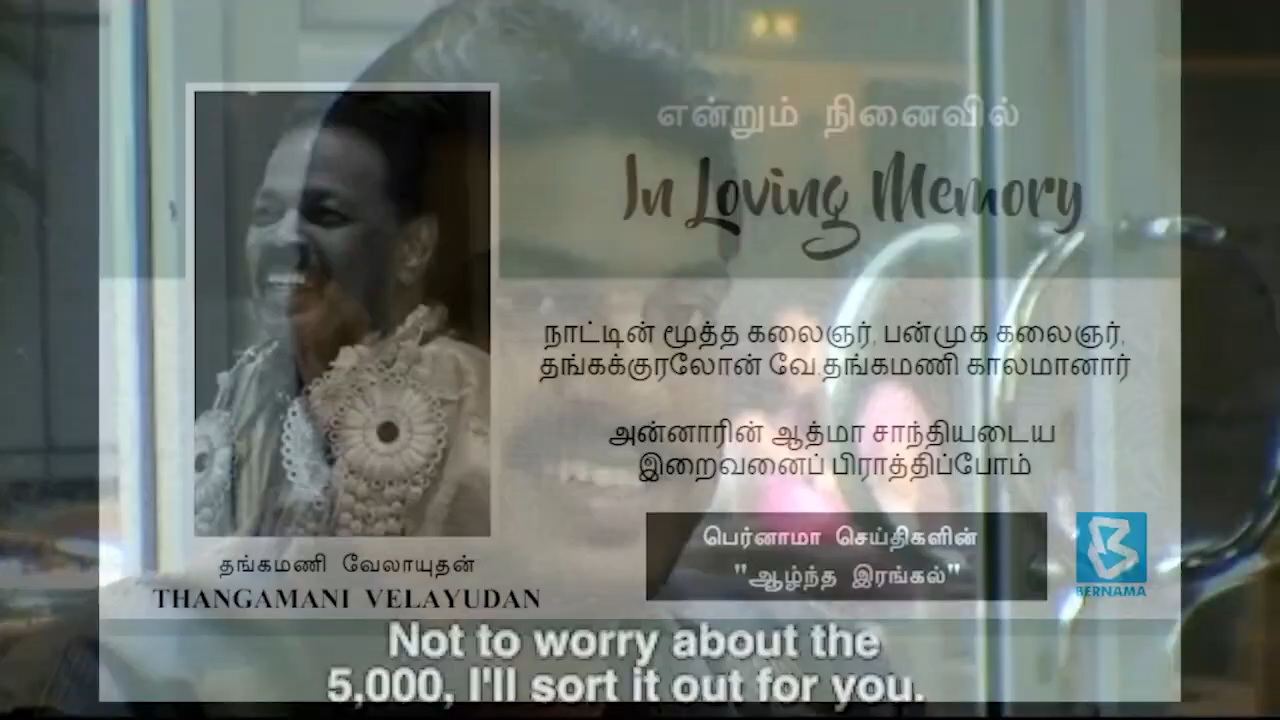 என்றும் நினைவில்
In Loving Memory
நாட்டின் மூத்த கலைஞர், பன்முக கலைஞர்,
தங்கக்குரலோன் வே.தங்கமணி காலமானார்
அன்னாரின் ஆத்மா சாந்தியடைய
இறைவனைப் பிராத்திப்போம்
பெர்னாமா செய்திகளின்
"ஆழ்ந்த இரங்கல்"
BERNAMA
தங்கமணி வேலாயுதன்
THANGAMANI VELAYUDAN
Not to worry about the
5,000, I'll sort it out for you.